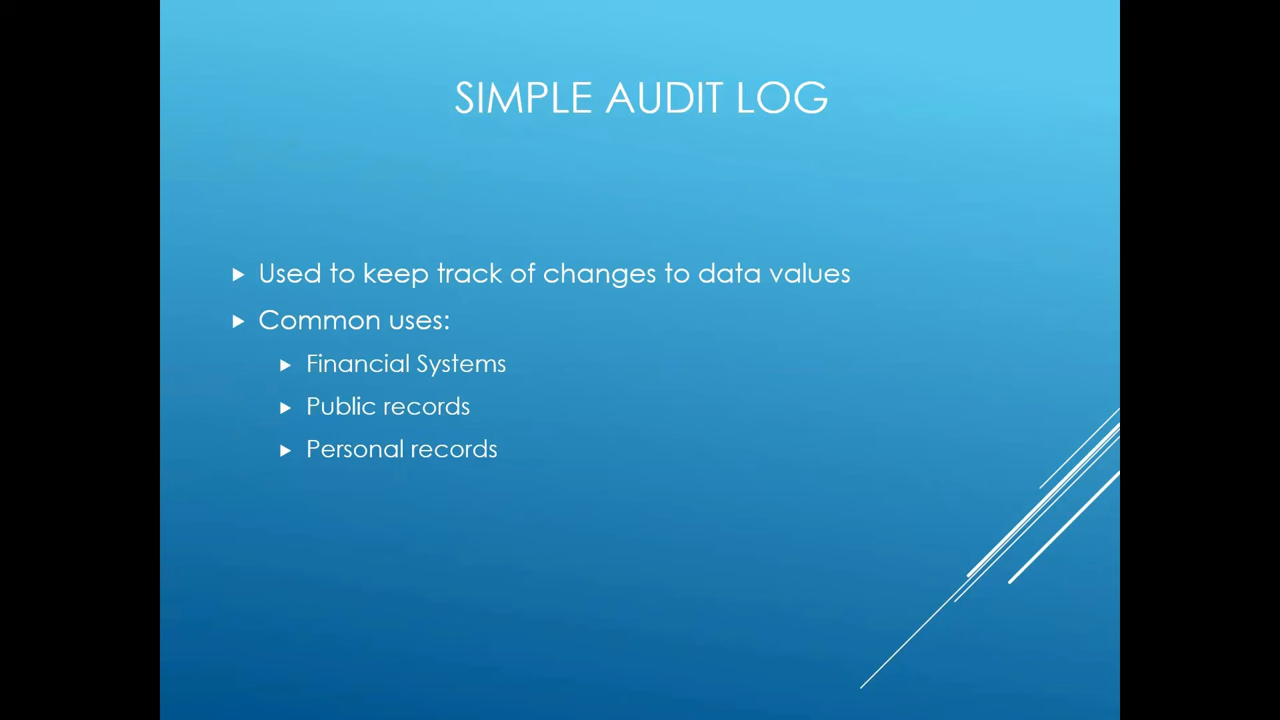 SIMPLE AUDIT LOG
Used to keep track of changes to data values
Common uses:
Financial Systems
Public records
Personal records